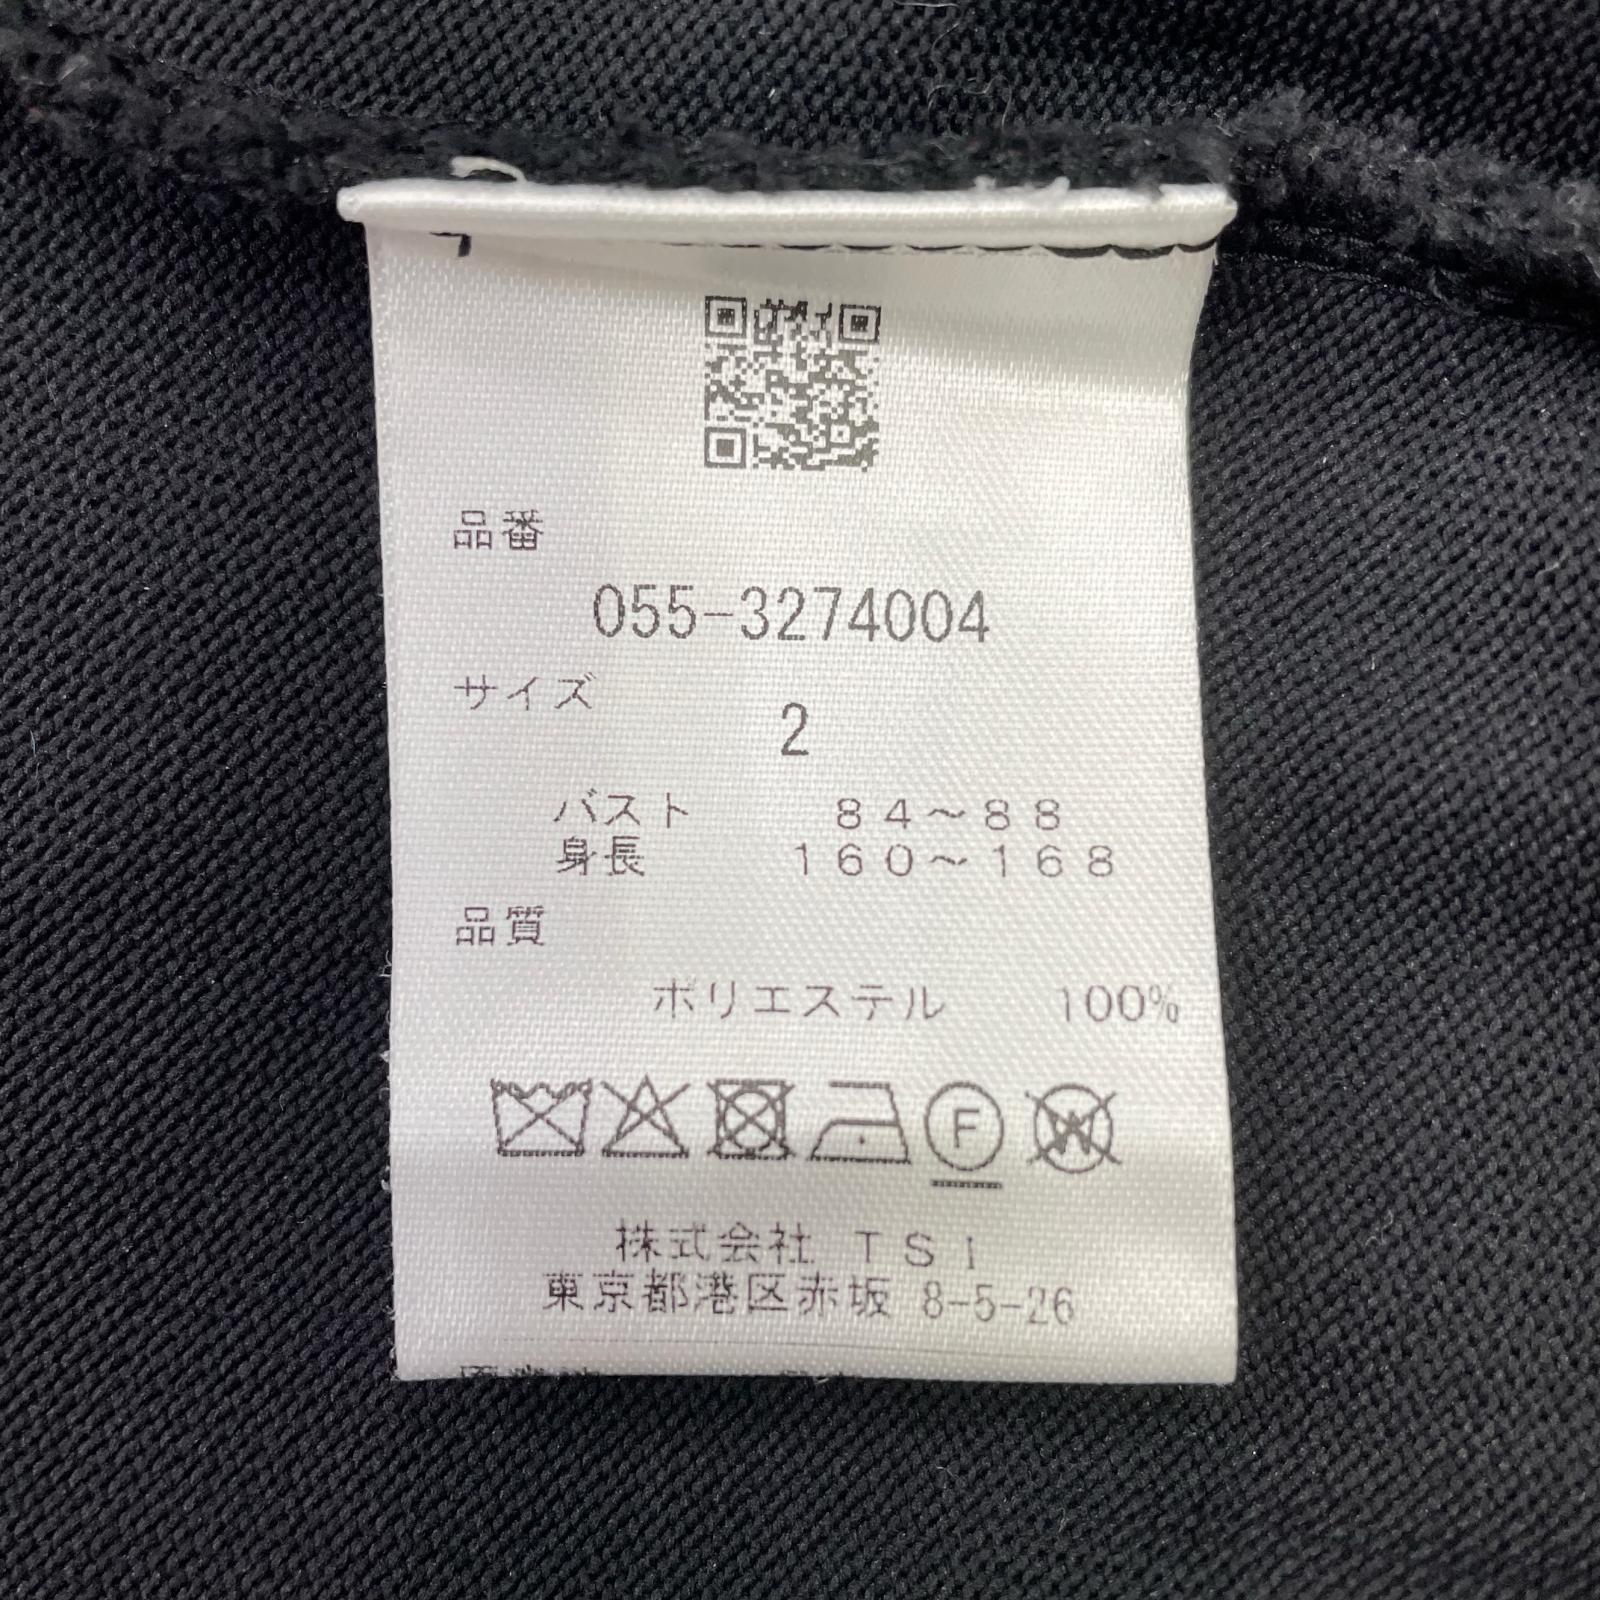 品番
055-3274004
サイズ
2
バスト 84～88
身長 160～168
品質
ポリエステル 100%
F W
株式会社 TSI
東京都港区赤坂 8-5-26